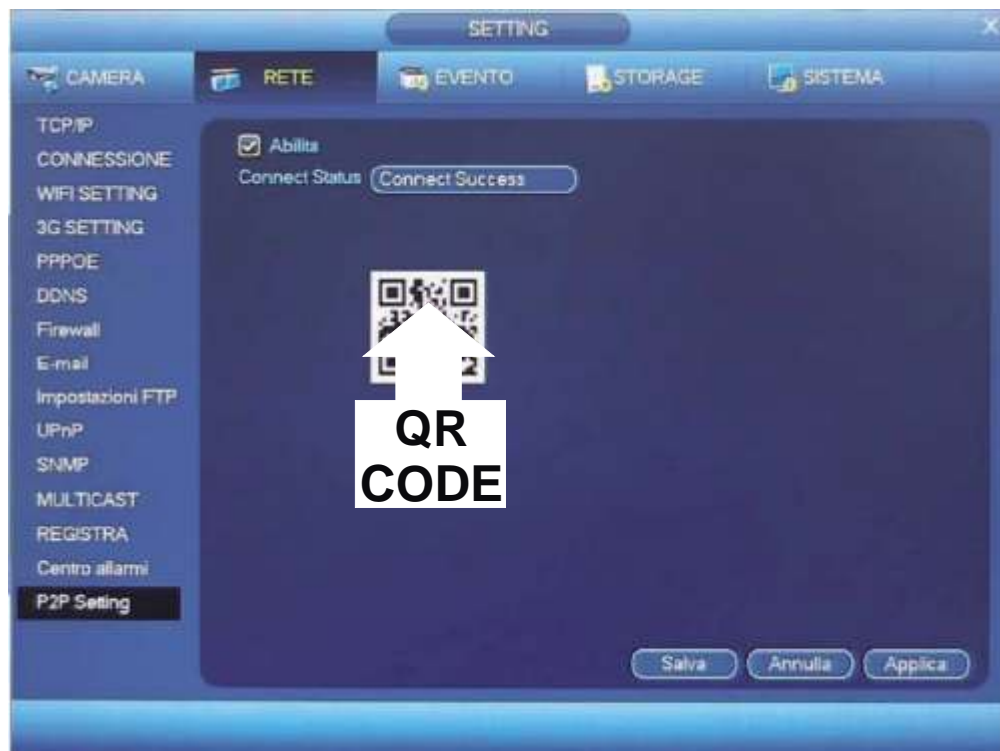 SETTING
X
CAMERA
RETE
EVENTO
STORAGE
SISTEMA
TCP/IP
CONNESSIONE
WIFI SETTING
3G SETTING
PPPOE
DDNS
Firewall
E-mail
Impostazioni FTP
UPnP
SNMP
MULTICAST
REGISTRA
Centro allarmi
P2P Setting
Abilita
Connect Status Connect Success
QR
CODE
Salva
Annulla
Applica